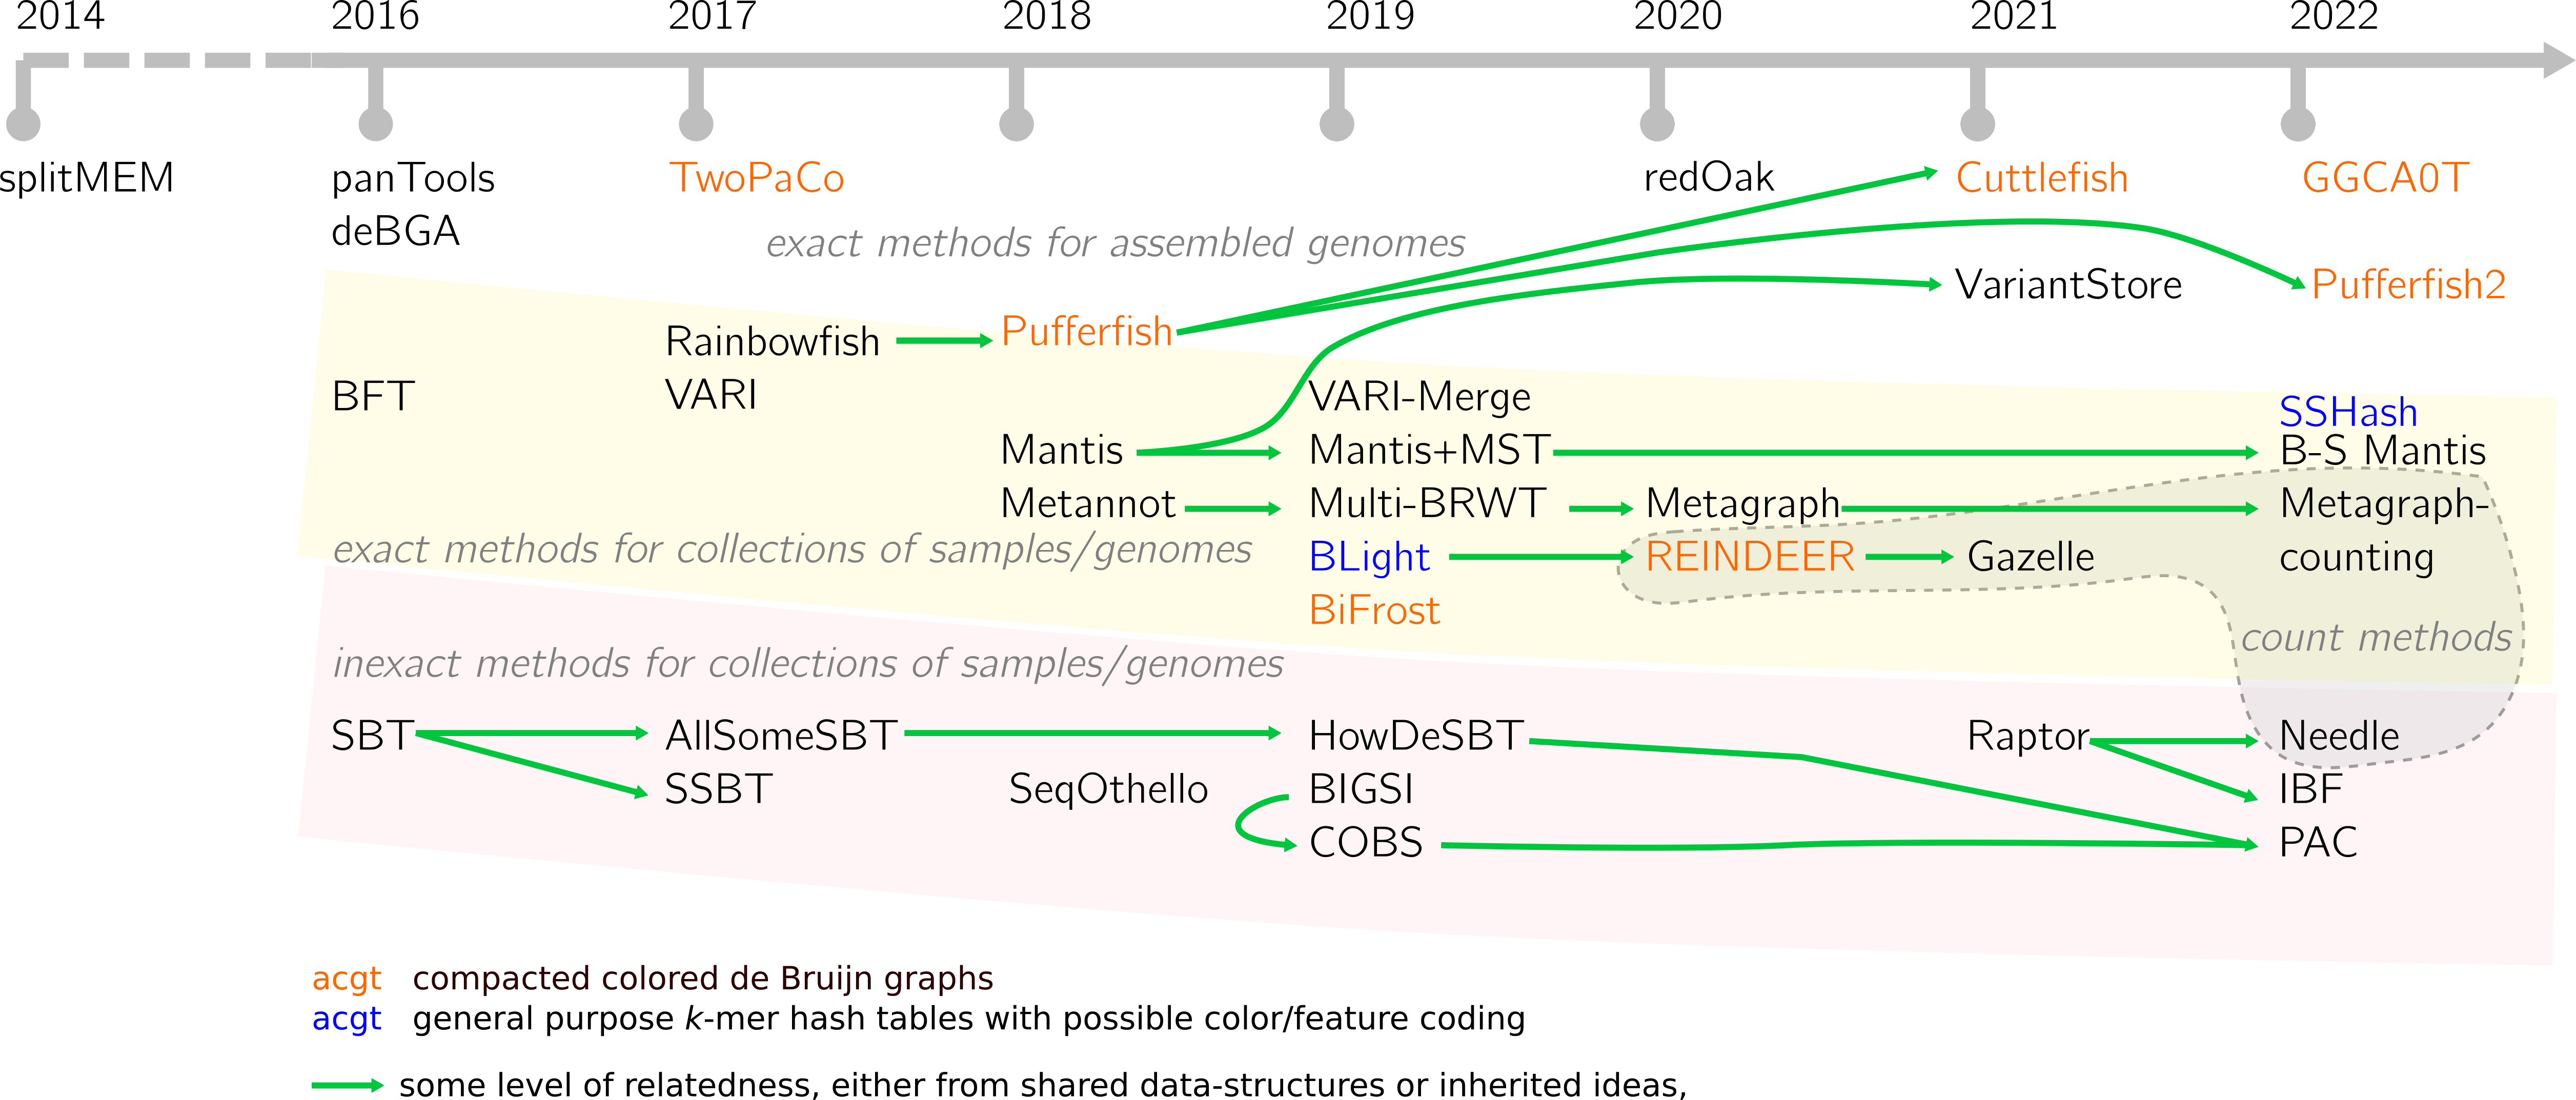 2014 2016 2017 2018 2019 2020 2021 2022
splitMEM panTools TwoPaCo redOak Cuttlefish GGCA0T
deBGA
exact methods for assembled genomes
VariantStore Pufferfish2
Rainbowfish Pufferfish
BFT VARI VARI-Merge SSHash
Mantis Mantis+MST B-S Mantis
Metannot Multi-BRWT Metagraph Metagraph-
exact methods for collections of samples/genomes BLight REINDEER Gazelle counting
BiFrost
count methods
inexact methods for collections of samples/genomes
SBT AllSomeSBT HowDeSBT Raptor Needle
SSBT SeqOthello BIGSI IBF
COBS PAC
acgt compacted colored de Bruijn graphs
acgt general purpose k-mer hash tables with possible color/feature coding
some level of relatedness, either from shared data-structures or inherited ideas,